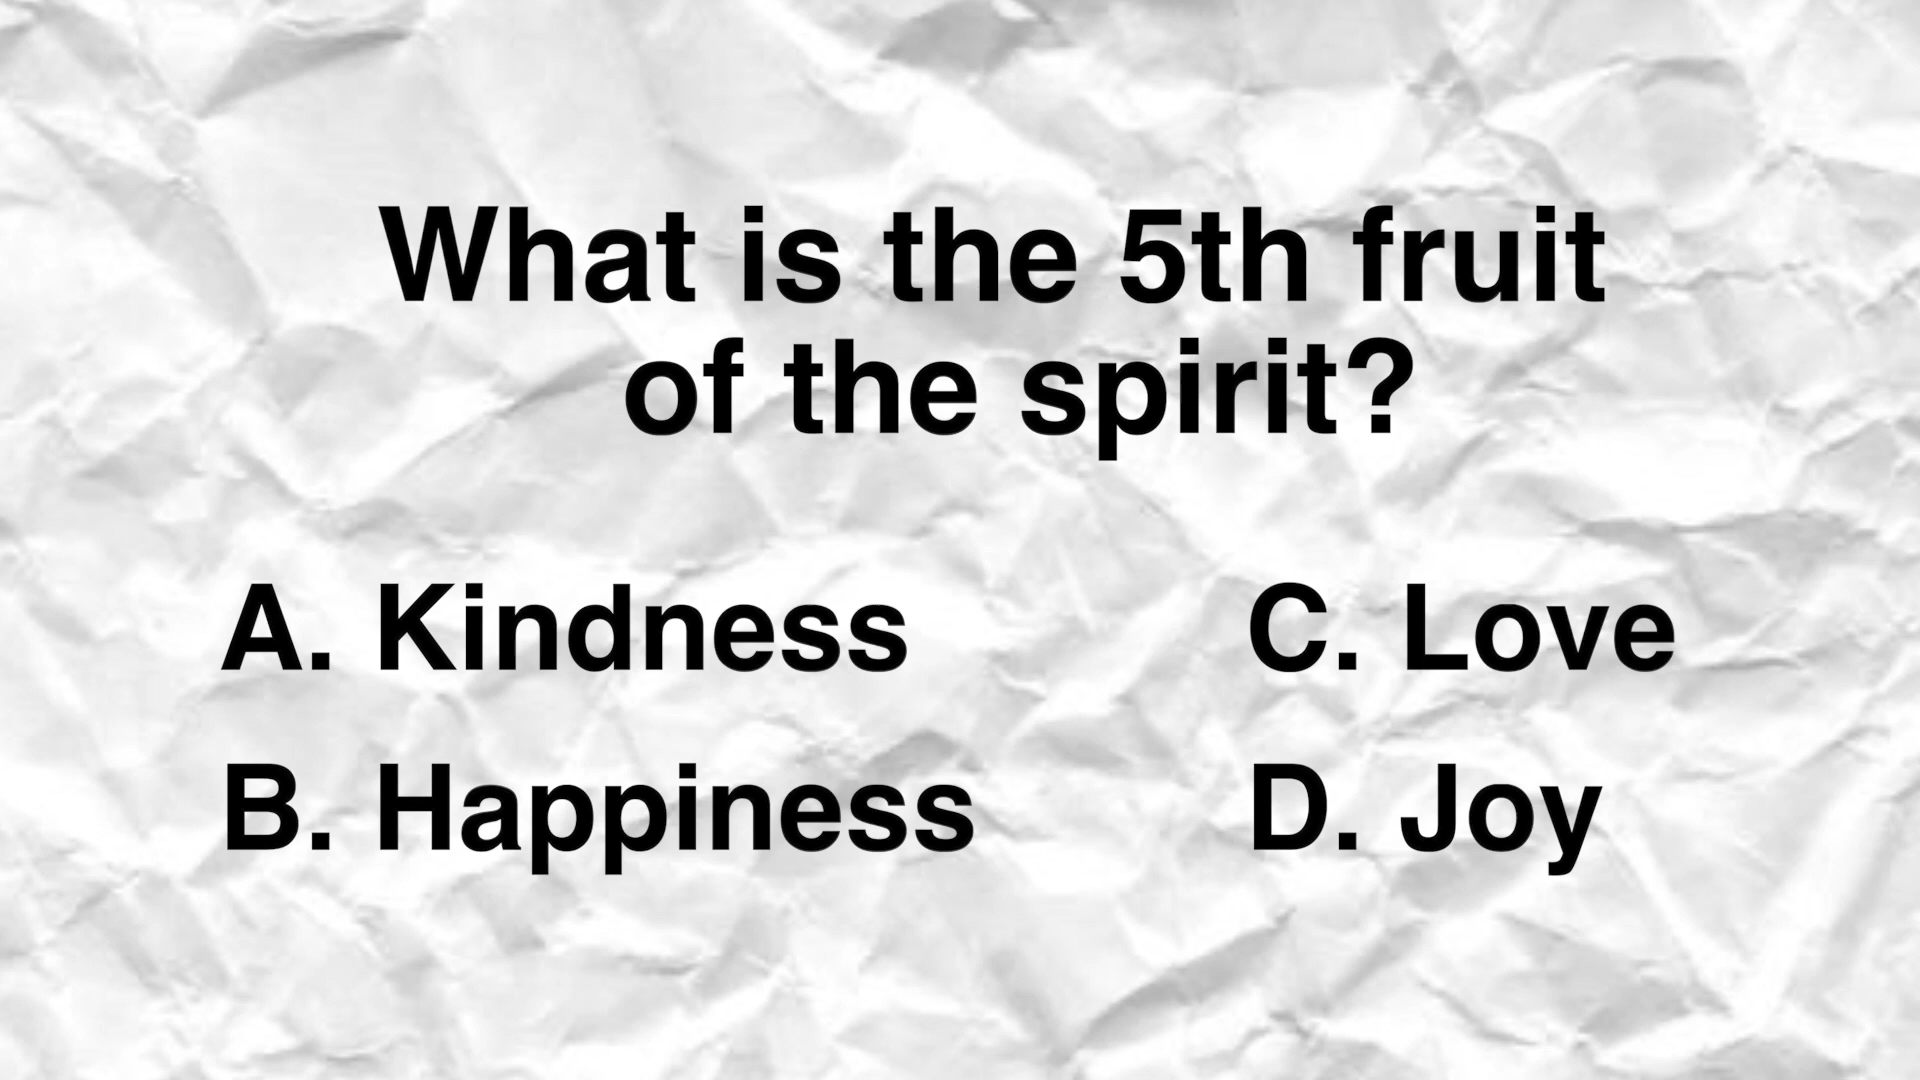 What is the 5th fruit
of the spirit?
A. Kindness
B. Happiness
C. Love
D. Joy